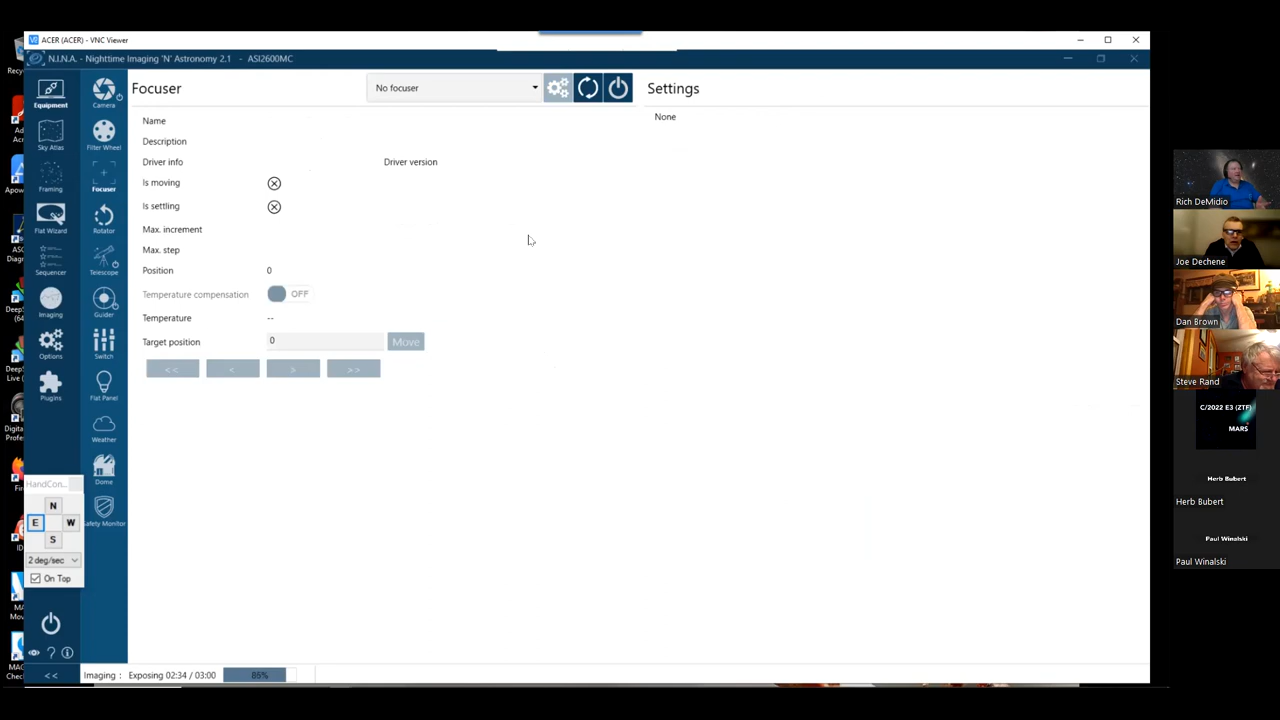 ACER (ACER) - VNC Viewer
N.I.N.A. - Nighttime Imaging 'N' Astronomy 2.1 - ASI2600MC
Equipment
Sky Atlas
Framing
Flat Wizard
Sequencer
Imaging
Options
Plugins
Camera
Filter Wheel
Focuser
Rotator
Telescope
Guider
Switch
Flat Panel
Weather
Dome
Safety Monitor
Focuser
No focuser
Settings
None
Name
Description
Driver info
Driver version
Is moving
Is settling
Max. increment
Max. step
Position
0
Temperature compensation
OFF
Temperature
--
Target position
0
Move
<<
<
>
>>
HandCon...
N
E
W
S
2 deg/sec
On Top
<<
Imaging : Exposing 02:34 / 03:00
85%
Rich DeMidio
Joe Dechene
Dan Brown
Steve Rand
C/2022 E3 (ZTF)
MARS
Herb Bubert
Herb Bubert
Paul Winalski
Paul Winalski